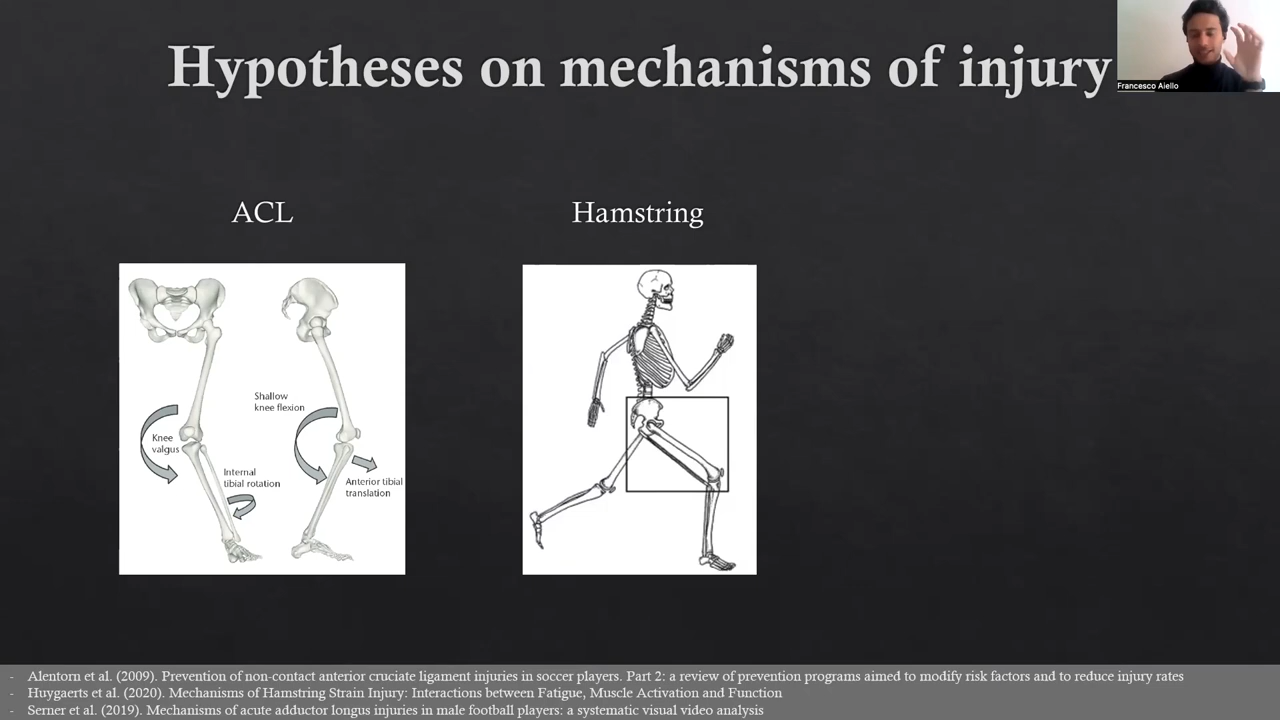 Hypotheses on mechanisms of injury
Francesco Aiello
ACL
Hamstring
Knee
valgus
Internal
tibial rotation
Shallow
knee flexion
Anterior tibial
translation
- Alentorn et al. (2009). Prevention of non-contact anterior cruciate ligament injuries in soccer players. Part 2: a review of prevention programs aimed to modify risk factors and to reduce injury rates
- Huygaerts et al. (2020). Mechanisms of Hamstring Strain Injury: Interactions between Fatigue, Muscle Activation and Function
- Serner et al. (2019). Mechanisms of acute adductor longus injuries in male football players: a systematic visual video analysis